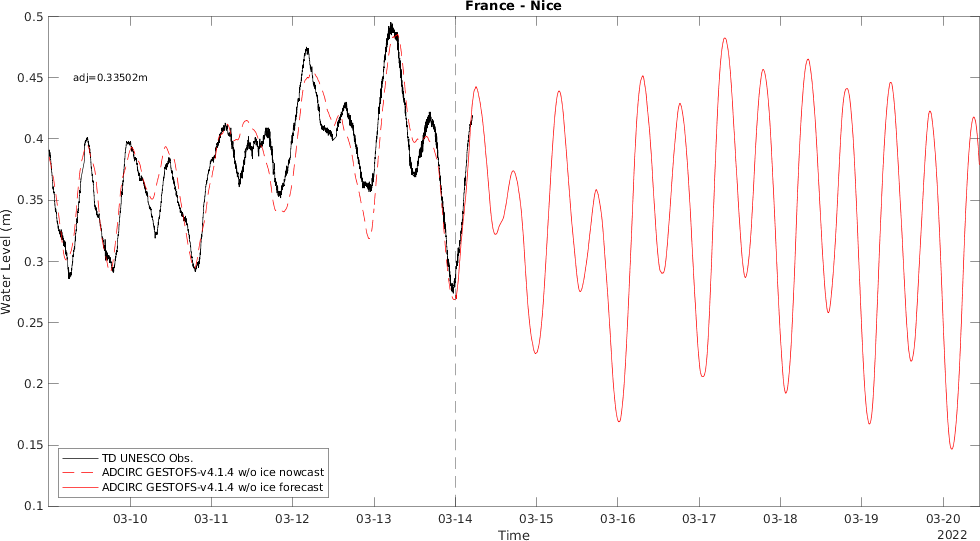 France - Nice
0.5
0.45
0.4
0.35
0.3
0.25
0.2
0.15
0.1
Water Level (m)
adj=0.33502m
TD UNESCO Obs.
ADCIRC GESTOFS-v4.1.4 w/o ice nowcast
ADCIRC GESTOFS-v4.1.4 w/o ice forecast
03-10 03-11 03-12 03-13 03-14 03-15 03-16 03-17 03-18 03-19 03-20
Time
2022